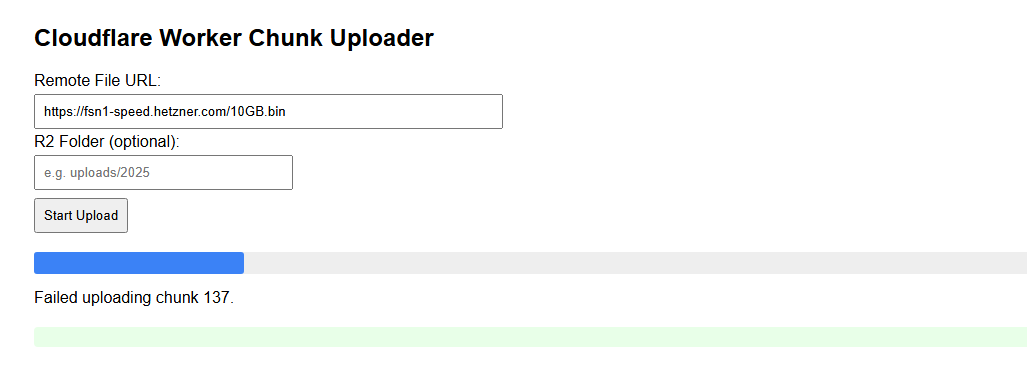 Cloudflare Worker Chunk Uploader
Remote File URL:
https://fsn1-speed.hetzner.com/10GB.bin
R2 Folder (optional):
e.g. uploads/2025
Start Upload
Failed uploading chunk 137.